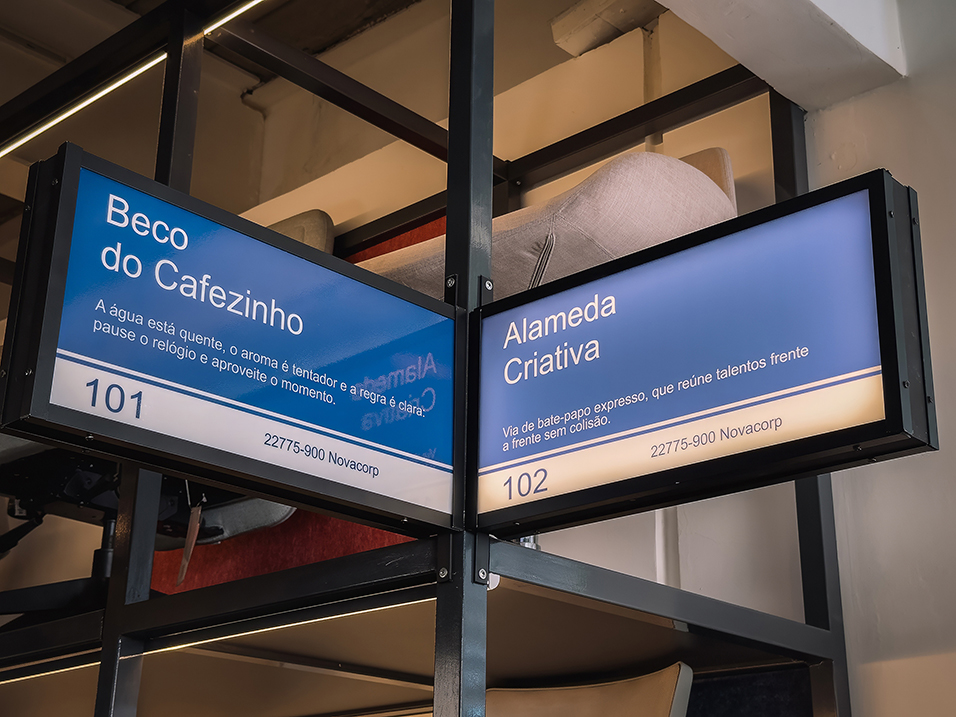 Beco
do Cafezinho
A água está quente, o aroma é tentador e a regra é clara:
pause o relógio e aproveite o momento.
101
22775-900 Novacorp
Alameda
Criativa
Via de bate-papo expresso, que reúne talentos frente
a frente sem colisão.
102
22775-900 Novacorp